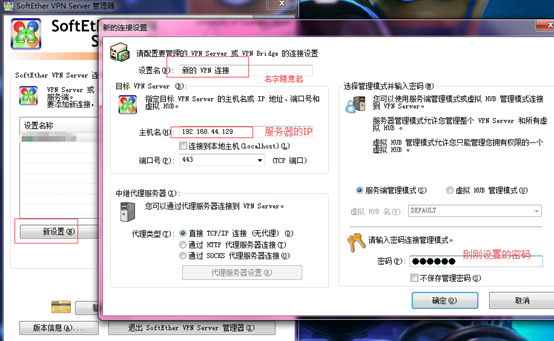 SoftEther VPN Server 管理器
SoftEther
S
SoftEther VPN Server 连
VPN Server 或
服务端。
要添加新连接,
设置名称
新设置(N)
智
版本信息(A)...
退出 SoftEther VPN Server 管理器(X)
新的连接设置
请配置要管理的 VPN Server 或 VPN Bridge 的连接设置
设置名(N): 新的 VPN 连接
名字随意起
目标 VPN Server (D):
指定目标 VPN Server 的主机名或 IP 地址、端口号和虚拟 HUB。
主机名(H): 192.168.44.129
服务器的IP
连接到本地主机(localhost)(L)
端口号(P): 443 (TCP 端口)
中继代理服务器(R):
您可以通过代理服务器连接到 VPN Server。
代理类型(T): 直接 TCP/IP 连接 (无代理)(D)
通过 HTTP 代理服务器连接(T)
通过 SOCKS 代理服务器连接(P)
代理服务器设置(S)
选择管理模式并输入密码(E):
您可以使用服务端管理模式或虚拟 HUB 管理模式连接
到 VPN Server。
服务器管理模式允许您管理整个 VPN Server 和所有虚拟 HUB。
虚拟 HUB 管理模式允许您只能管理您拥有权限的一个虚拟 HUB。
服务端管理模式(S)
虚拟 HUB 管理模式(U)
虚拟 HUB 名(V): DEFAULT
请输入密码连接管理模式。
密码(P): ●●●●●●
刚刚设置的密码
不保存管理密码(S)
确定(O)
取消